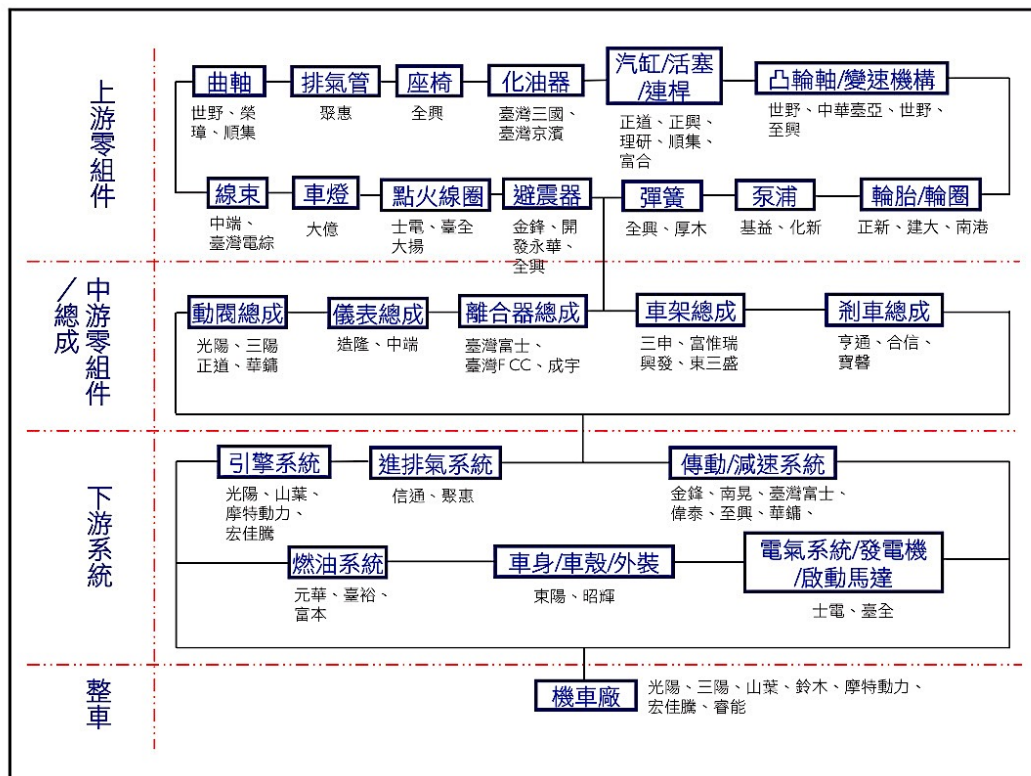 上游零組件
曲軸
世野、榮
璋、順集
排氣管
聚惠
座椅
全興
化油器
臺灣三國、
臺灣京濱
汽缸/活塞
/連桿
正道、正興、
理研、順集、
富合
凸輪軸/變速機構
世野、中華臺亞、世野、
至興
線束
中端、
臺灣電綜
車燈
大億
點火線圈
士電、臺全
大揚
避震器
金鋒、開
發永華、
全興
彈簧
全興、厚木
泵浦
基益、化新
輪胎/輪圈
正新、建大、南港
中游零組件
/總成
動閥總成
光陽、三陽
正道、華鏞
儀表總成
造隆、中端
離合器總成
臺灣富士、
臺灣FCC、成宇
車架總成
三申、富惟瑞
興發、東三盛
剎車總成
亨通、合信、
寶馨
下游系統
引擎系統
光陽、山葉、
摩特動力、
宏佳騰
進排氣系統
信通、聚惠
傳動/減速系統
金鋒、南晃、臺灣富士、
偉泰、至興、華鏞、
燃油系統
元華、臺裕、
富本
車身/車殼/外裝
東陽、昭輝
電氣系統/發電機
/啟動馬達
士電、臺全
整車
機車廠
光陽、三陽、山葉、鈴木、摩特動力、
宏佳騰、睿能